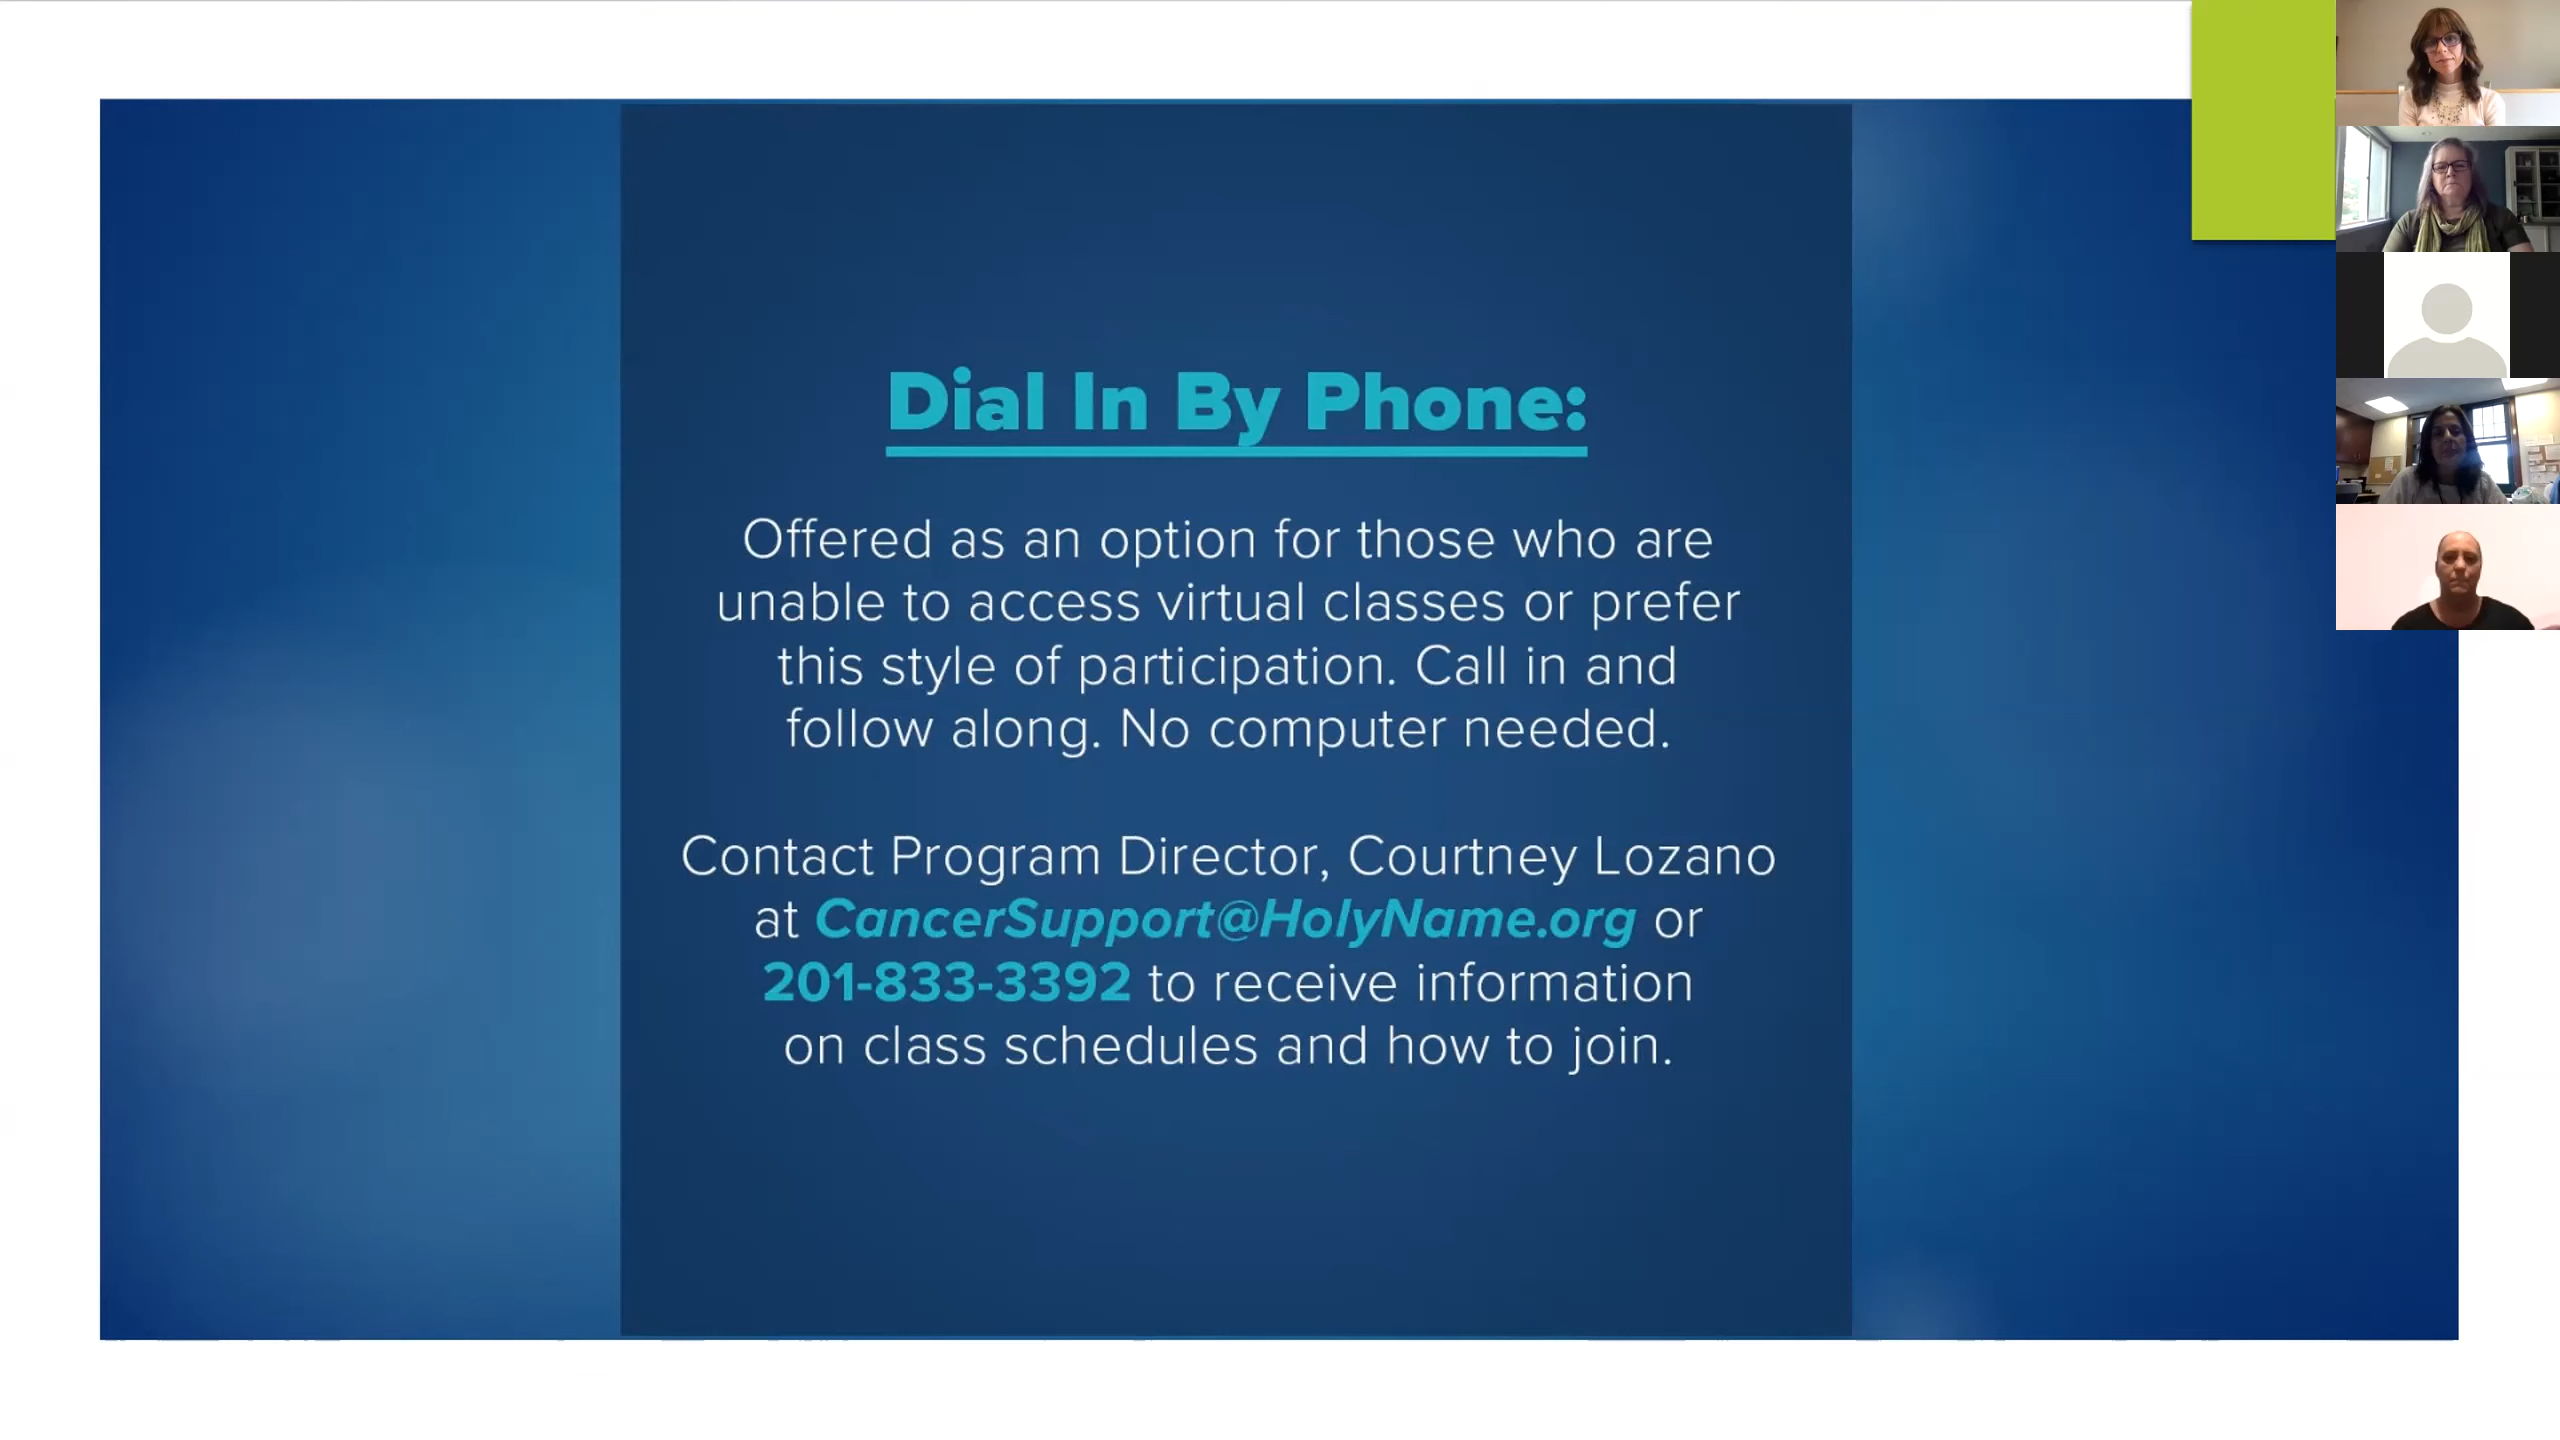 Dial In By Phone:
Offered as an option for those who are
unable to access virtual classes or prefer
this style of participation. Call in and
follow along. No computer needed.
Contact Program Director, Courtney Lozano
at CancerSupport@HolyName.org or
201-833-3392 to receive information
on class schedules and how to join.